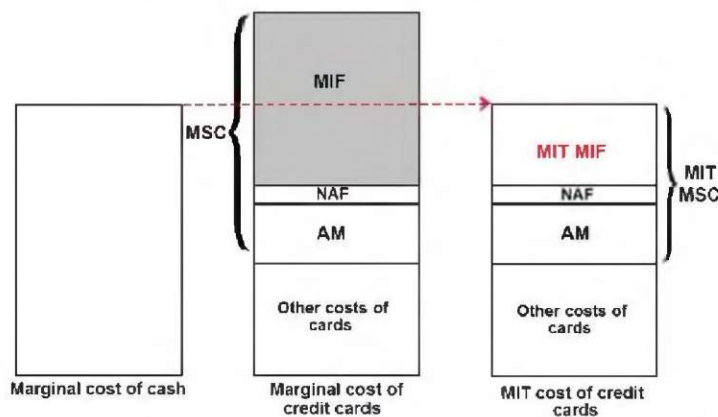 MIF
MSC
MIT MIF
MIT
MSC
NAF
NAF
AM
AM
Other costs of
cards
Other costs of
cards
Marginal cost of cash
Marginal cost of
credit cards
MIT cost of credit
cards